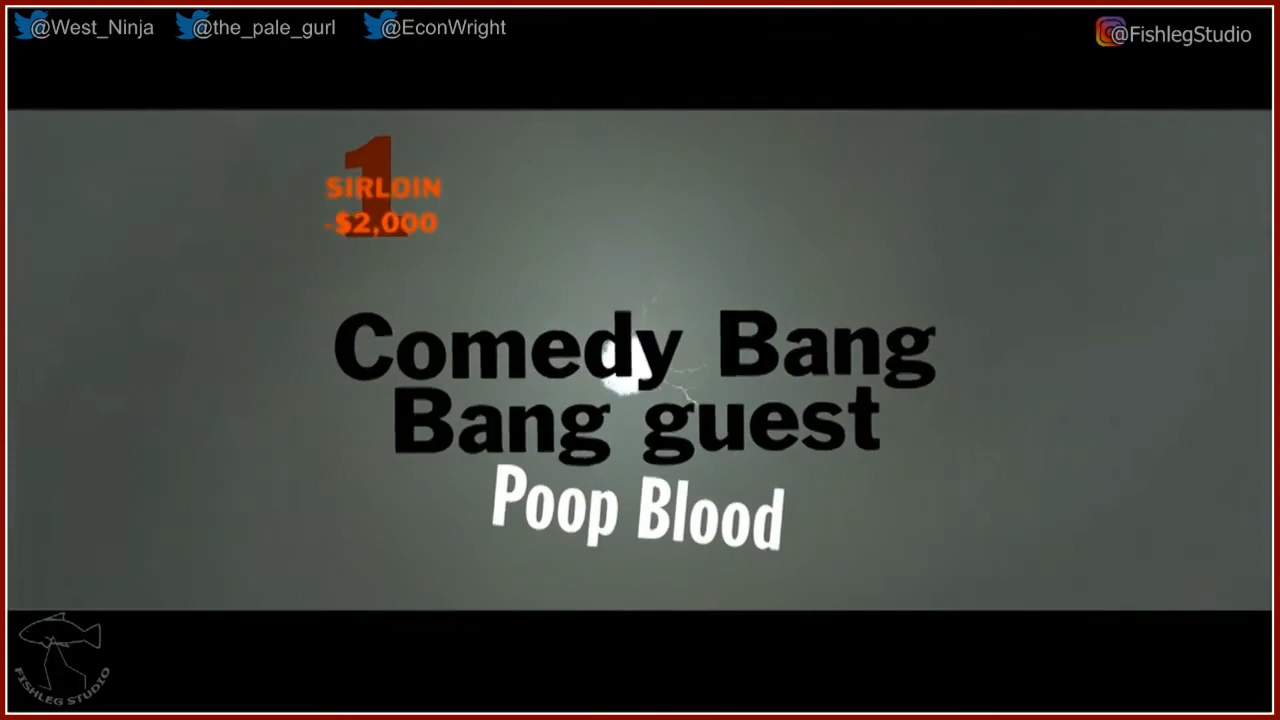 @West_Ninja @the_pale_gurl @EconWright @FishlegStudio
1
SIRLOIN
-$2,000
Comedy Bang
Bang guest
Poop Blood
FISHLEG STUDIO